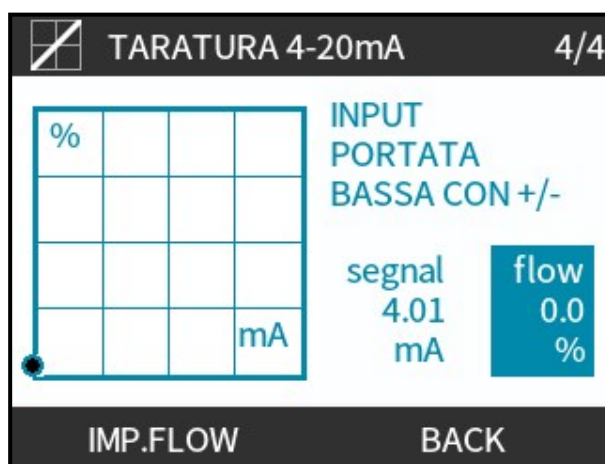 TARATURA 4-20mA 4/4
%
mA
INPUT
PORTATA
BASSA CON +/-
segnal flow
4.01 0.0
mA %
IMP.FLOW BACK